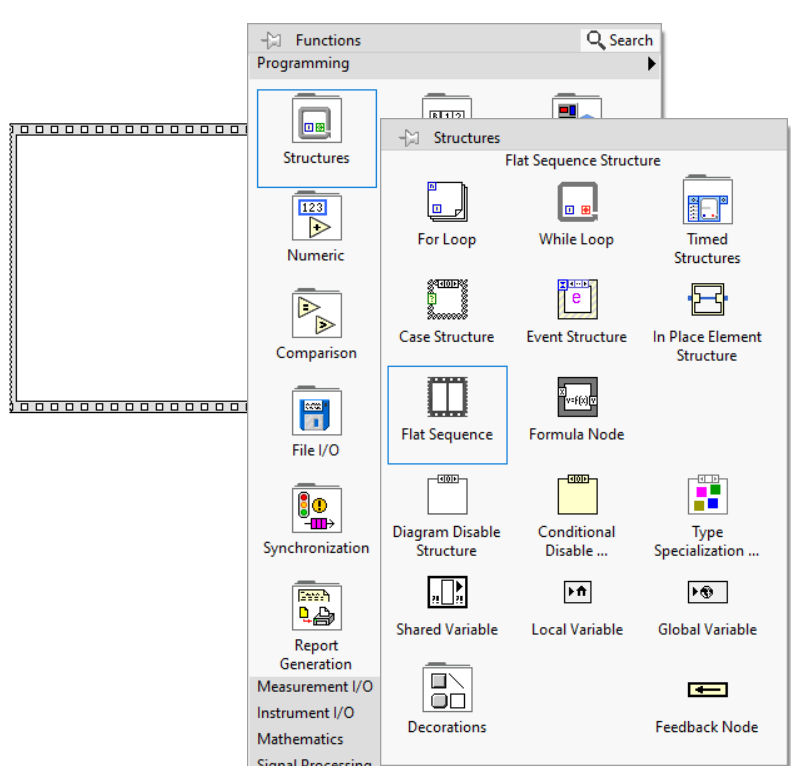 Functions
Search
Programming
Structures
Structures
Flat Sequence Structure
For Loop
While Loop
Timed
Structures
Numeric
Case Structure
Event Structure
In Place Element
Structure
Comparison
Flat Sequence
Formula Node
File I/O
Diagram Disable
Structure
Conditional
Disable ...
Type
Specialization ...
Synchronization
Shared Variable
Local Variable
Global Variable
Report
Generation
Decorations
Feedback Node
Measurement I/O
Instrument I/O
Mathematics
Signal Processing